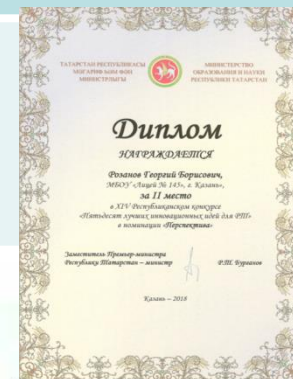 ТАТАРСТАН РЕСПУБЛИКАСЫ
МӘГАРИФ ҺӘМ ФӘН
МИНИСТРЛЫГЫ
МИНИСТЕРСТВО
ОБРАЗОВАНИЯ И НАУКИ
РЕСПУБЛИКИ ТАТАРСТАН
Диплом
НАГРАЖДАЕТСЯ
Розанов Георгий Борисович,
МБОУ «Лицей № 145», г. Казань»,
за II место
в XIV Республиканском конкурсе
«Пятьдесят лучших инновационных идей для РТ»
в номинации «Перспектива»
Заместитель Премьер-министра
Республики Татарстан – министр
Р.Т. Бурганов
Казань – 2018